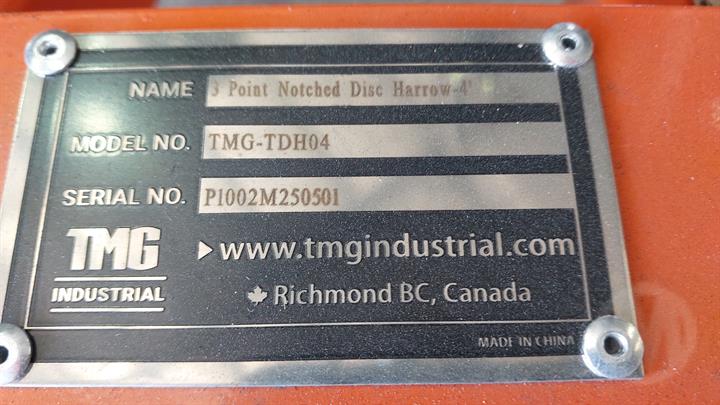 NAME 3 Point Notched Disc Harrow-4'
MODEL NO. TMG-TDH04
SERIAL NO. P1002M250501
TMG
INDUSTRIAL
www.tmgindustrial.com
Richmond BC, Canada
MADE IN CHINA